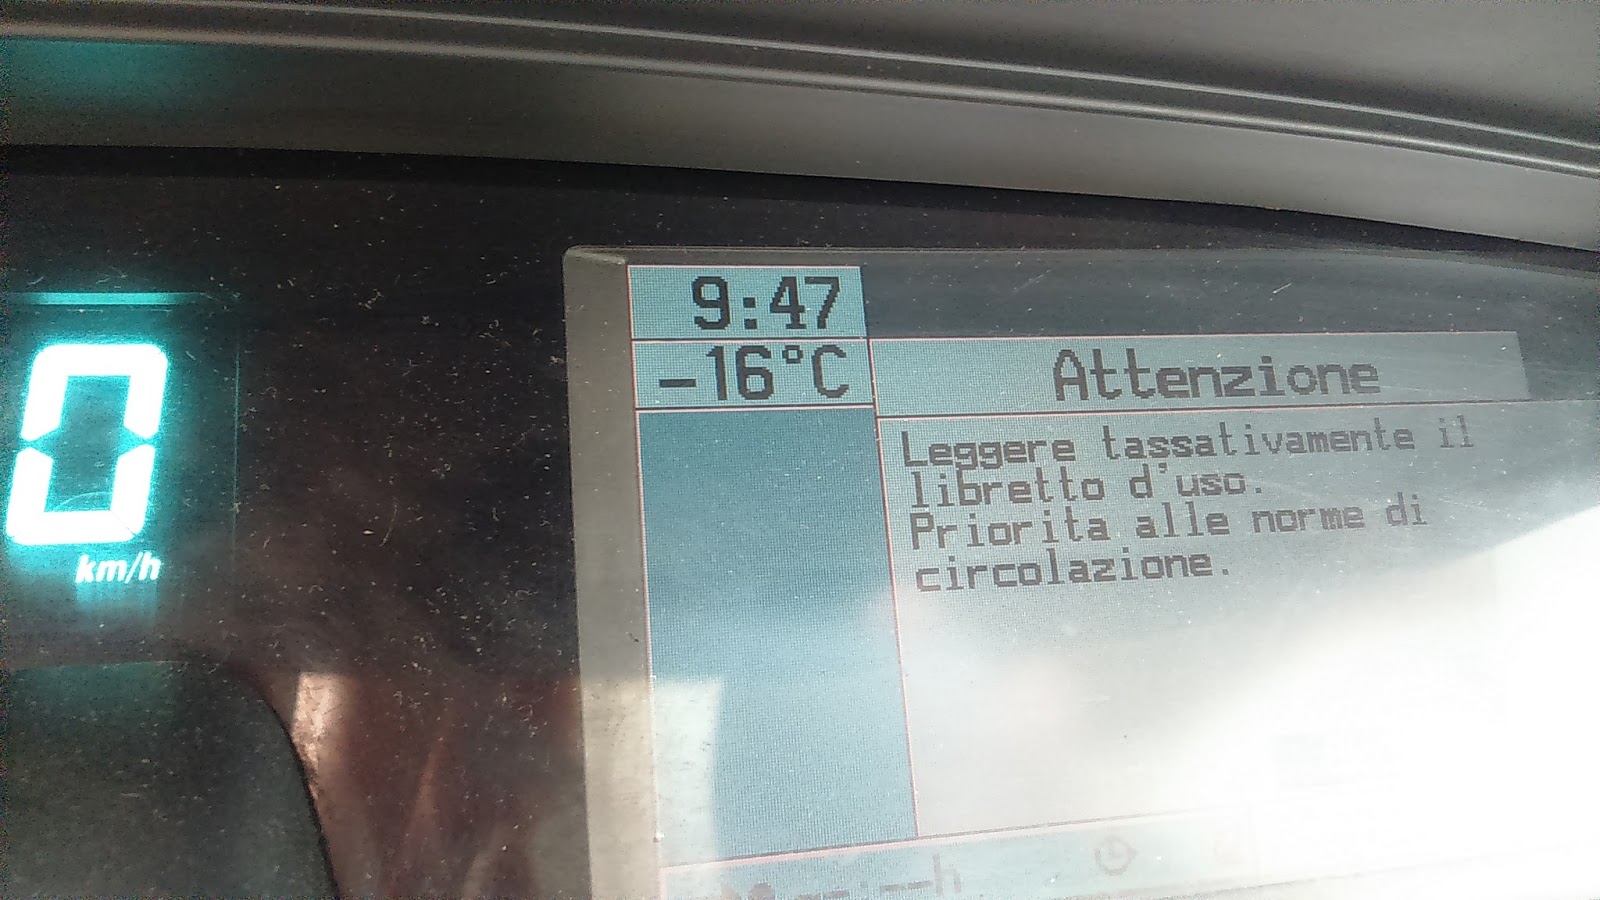 0
km/h
9:47
-16°C
Attenzione
Leggere tassativamente il
libretto d'uso.
Priorita alle norme di
circolazione.
--:--h